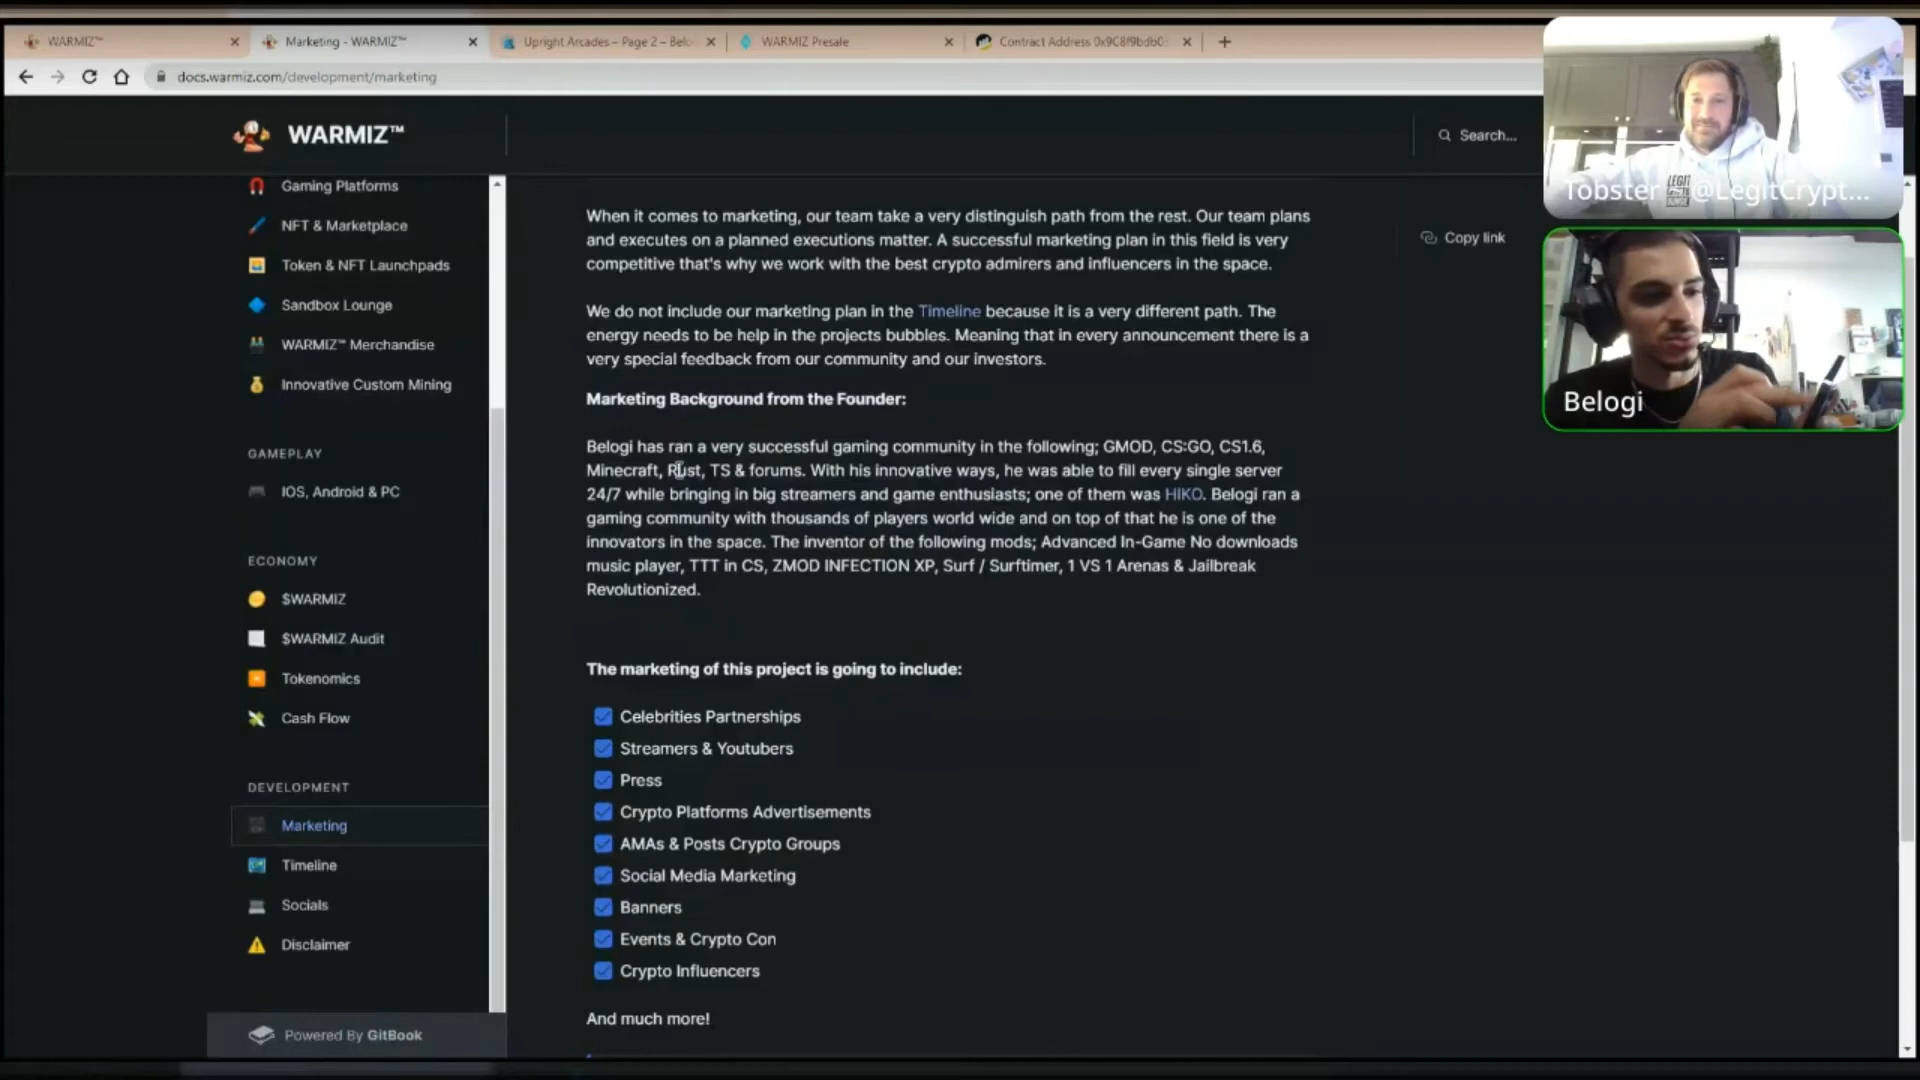 WARMIZ™
Marketing - WARMIZ™
Upright Arcades – Page 2 – Belo
WARMIZ Presale
Contract Address 0x9C8f9bdb0
docs.warmiz.com/development/marketing
WARMIZ™
Search...
Gaming Platforms
NFT & Marketplace
Token & NFT Launchpads
Sandbox Lounge
WARMIZ™ Merchandise
Innovative Custom Mining
GAMEPLAY
IOS, Android & PC
ECONOMY
$WARMIZ
$WARMIZ Audit
Tokenomics
Cash Flow
DEVELOPMENT
Marketing
Timeline
Socials
Disclaimer
Powered By GitBook
When it comes to marketing, our team take a very distinguish path from the rest. Our team plans
and executes on a planned executions matter. A successful marketing plan in this field is very
competitive that's why we work with the best crypto admirers and influencers in the space.
We do not include our marketing plan in the Timeline because it is a very different path. The
energy needs to be help in the projects bubbles. Meaning that in every announcement there is a
very special feedback from our community and our investors.
Marketing Background from the Founder:
Belogi has ran a very successful gaming community in the following; GMOD, CS:GO, CS1.6,
Minecraft, Rust, TS & forums. With his innovative ways, he was able to fill every single server
24/7 while bringing in big streamers and game enthusiasts; one of them was HIKO. Belogi ran a
gaming community with thousands of players world wide and on top of that he is one of the
innovators in the space. The inventor of the following mods; Advanced In-Game No downloads
music player, TTT in CS, ZMOD INFECTION XP, Surf / Surftimer, 1 VS 1 Arenas & Jailbreak
Revolutionized.
The marketing of this project is going to include:
Celebrities Partnerships
Streamers & Youtubers
Press
Crypto Platforms Advertisements
AMAs & Posts Crypto Groups
Social Media Marketing
Banners
Events & Crypto Con
Crypto Influencers
And much more!
Copy link
Tobster @LegitCrypt...
LEGIT
Belogi